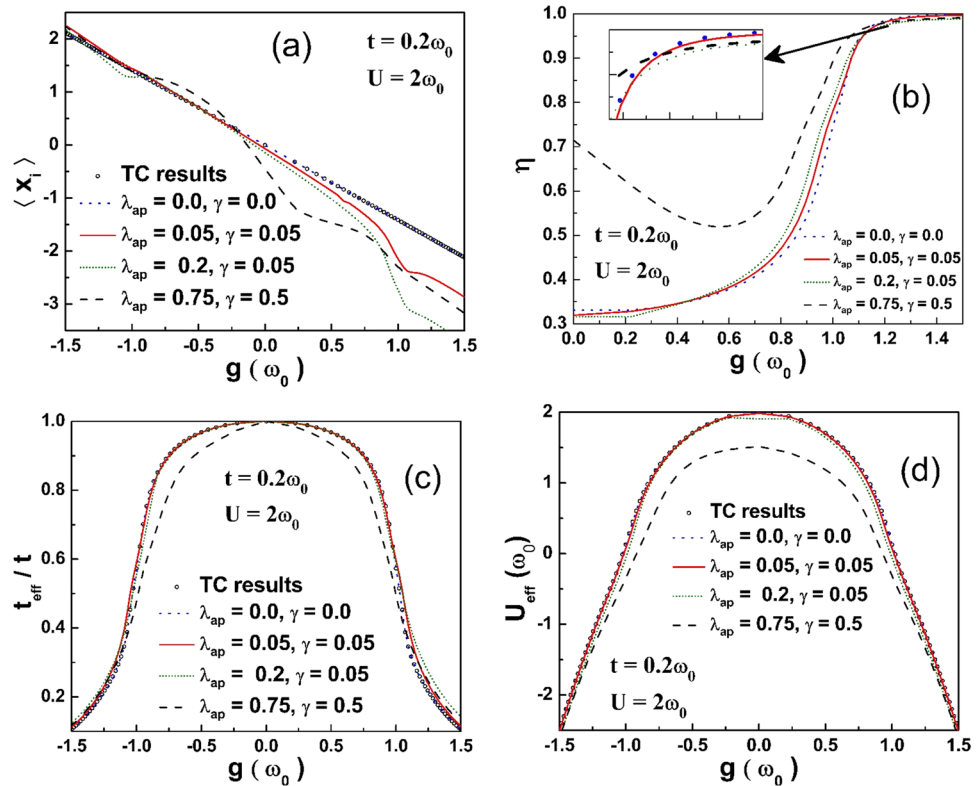 (a)
t = 0.2ω₀
U = 2ω₀
TC results
λap = 0.0, γ = 0.0
λap = 0.05, γ = 0.05
λap = 0.2, γ = 0.05
λap = 0.75, γ = 0.5
⟨ xᵢ ⟩
2
1
0
-1
-2
-3
-1.5 -1.0 -0.5 0.0 0.5 1.0 1.5
g ( ω₀ )
(b)
t = 0.2ω₀
U = 2ω₀
λap = 0.0, γ = 0.0
λap = 0.05, γ = 0.05
λap = 0.2, γ = 0.05
λap = 0.75, γ = 0.5
η
1.0
0.9
0.8
0.7
0.6
0.5
0.4
0.3
0.0 0.2 0.4 0.6 0.8 1.0 1.2 1.4
g ( ω₀ )
(c)
t = 0.2ω₀
U = 2ω₀
TC results
λap = 0.0, γ = 0.0
λap = 0.05, γ = 0.05
λap = 0.2, γ = 0.05
λap = 0.75, γ = 0.5
teff / t
1.0
0.8
0.6
0.4
0.2
-1.5 -1.0 -0.5 0.0 0.5 1.0 1.5
g ( ω₀ )
(d)
TC results
λap = 0.0, γ = 0.0
λap = 0.05, γ = 0.05
λap = 0.2, γ = 0.05
λap = 0.75, γ = 0.5
t = 0.2ω₀
U = 2ω₀
Ueff (ω₀)
2
1
0
-1
-2
-1.5 -1.0 -0.5 0.0 0.5 1.0 1.5
g ( ω₀ )